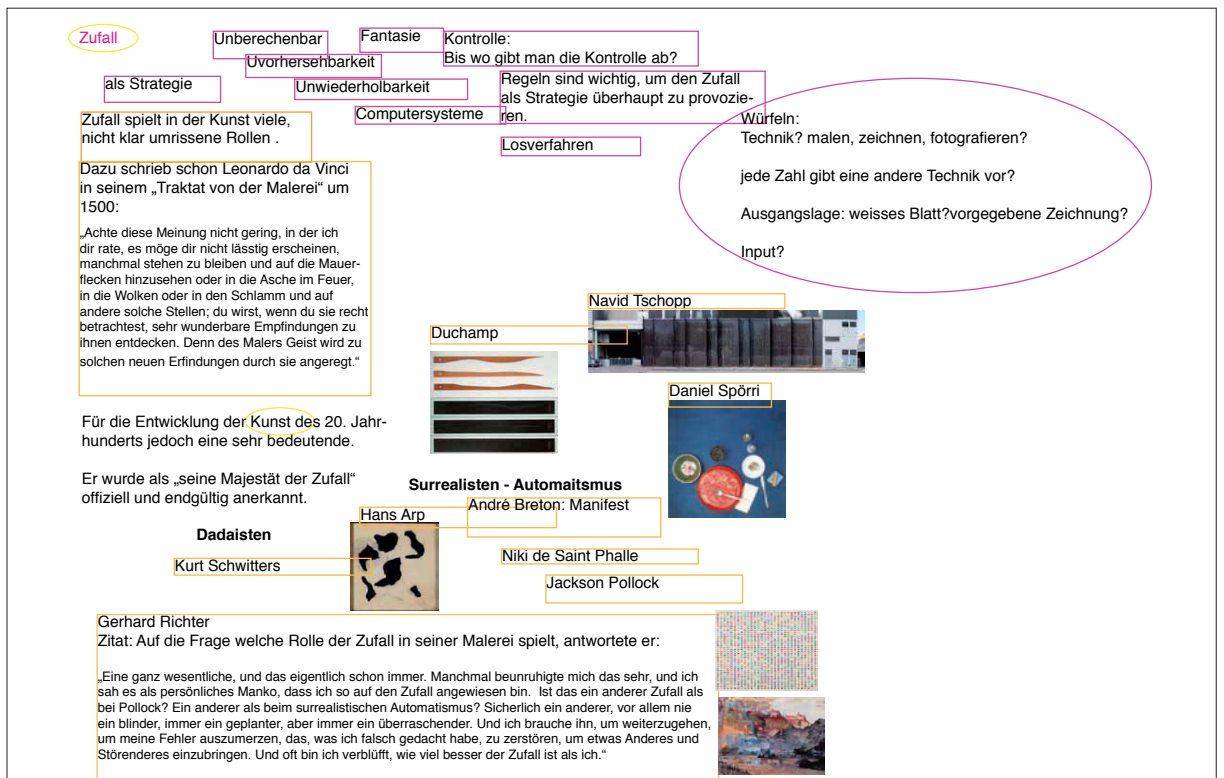 Zufall
Unberechenbar
Fantasie
Kontrolle:
Bis wo gibt man die Kontrolle ab?
Uvorhersehbarkeit
als Strategie
Unwiederholbarkeit
Regeln sind wichtig, um den Zufall
als Strategie überhaupt zu provozie-
ren.
Computersysteme
Losverfahren
Würfeln:
Technik? malen, zeichnen, fotografieren?
jede Zahl gibt eine andere Technik vor?
Ausgangslage: weisses Blatt?vorgegebene Zeichnung?
Input?
Zufall spielt in der Kunst viele,
nicht klar umrissene Rollen .
Dazu schrieb schon Leonardo da Vinci
in seinem „Traktat von der Malerei“ um
1500:
„Achte diese Meinung nicht gering, in der ich
dir rate, es möge dir nicht lässtig erscheinen,
manchmal stehen zu bleiben und auf die Mauer-
flecken hinzusehen oder in die Asche im Feuer,
in die Wolken oder in den Schlamm und auf
andere solche Stellen; du wirst, wenn du sie recht
betrachtest, sehr wunderbare Empfindungen zu
ihnen entdecken. Denn des Malers Geist wird zu
solchen neuen Erfindungen durch sie angeregt.“
Navid Tschopp
Duchamp
Daniel Spörri
Für die Entwicklung der Kunst des 20. Jahr-
hunderts jedoch eine sehr bedeutende.
Er wurde als „seine Majestät der Zufall“
offiziell und endgültig anerkannt.
Surrealisten - Automaitsmus
André Breton: Manifest
Hans Arp
Dadaisten
Kurt Schwitters
Niki de Saint Phalle
Jackson Pollock
Gerhard Richter
Zitat: Auf die Frage welche Rolle der Zufall in seiner Malerei spielt, antwortete er:
„Eine ganz wesentliche, und das eigentlich schon immer. Manchmal beunruhigte mich das sehr, und ich
sah es als persönliches Manko, dass ich so auf den Zufall angewiesen bin.  Ist das ein anderer Zufall als
bei Pollock? Ein anderer als beim surrealistischen Automatismus? Sicherlich ein anderer, vor allem nie
ein blinder, immer ein geplanter, aber immer ein überraschender. Und ich brauche ihn, um weiterzugehen,
um meine Fehler auszumerzen, das, was ich falsch gedacht habe, zu zerstören, um etwas Anderes und
Störenderes einzubringen. Und oft bin ich verblüfft, wie viel besser der Zufall ist als ich.“